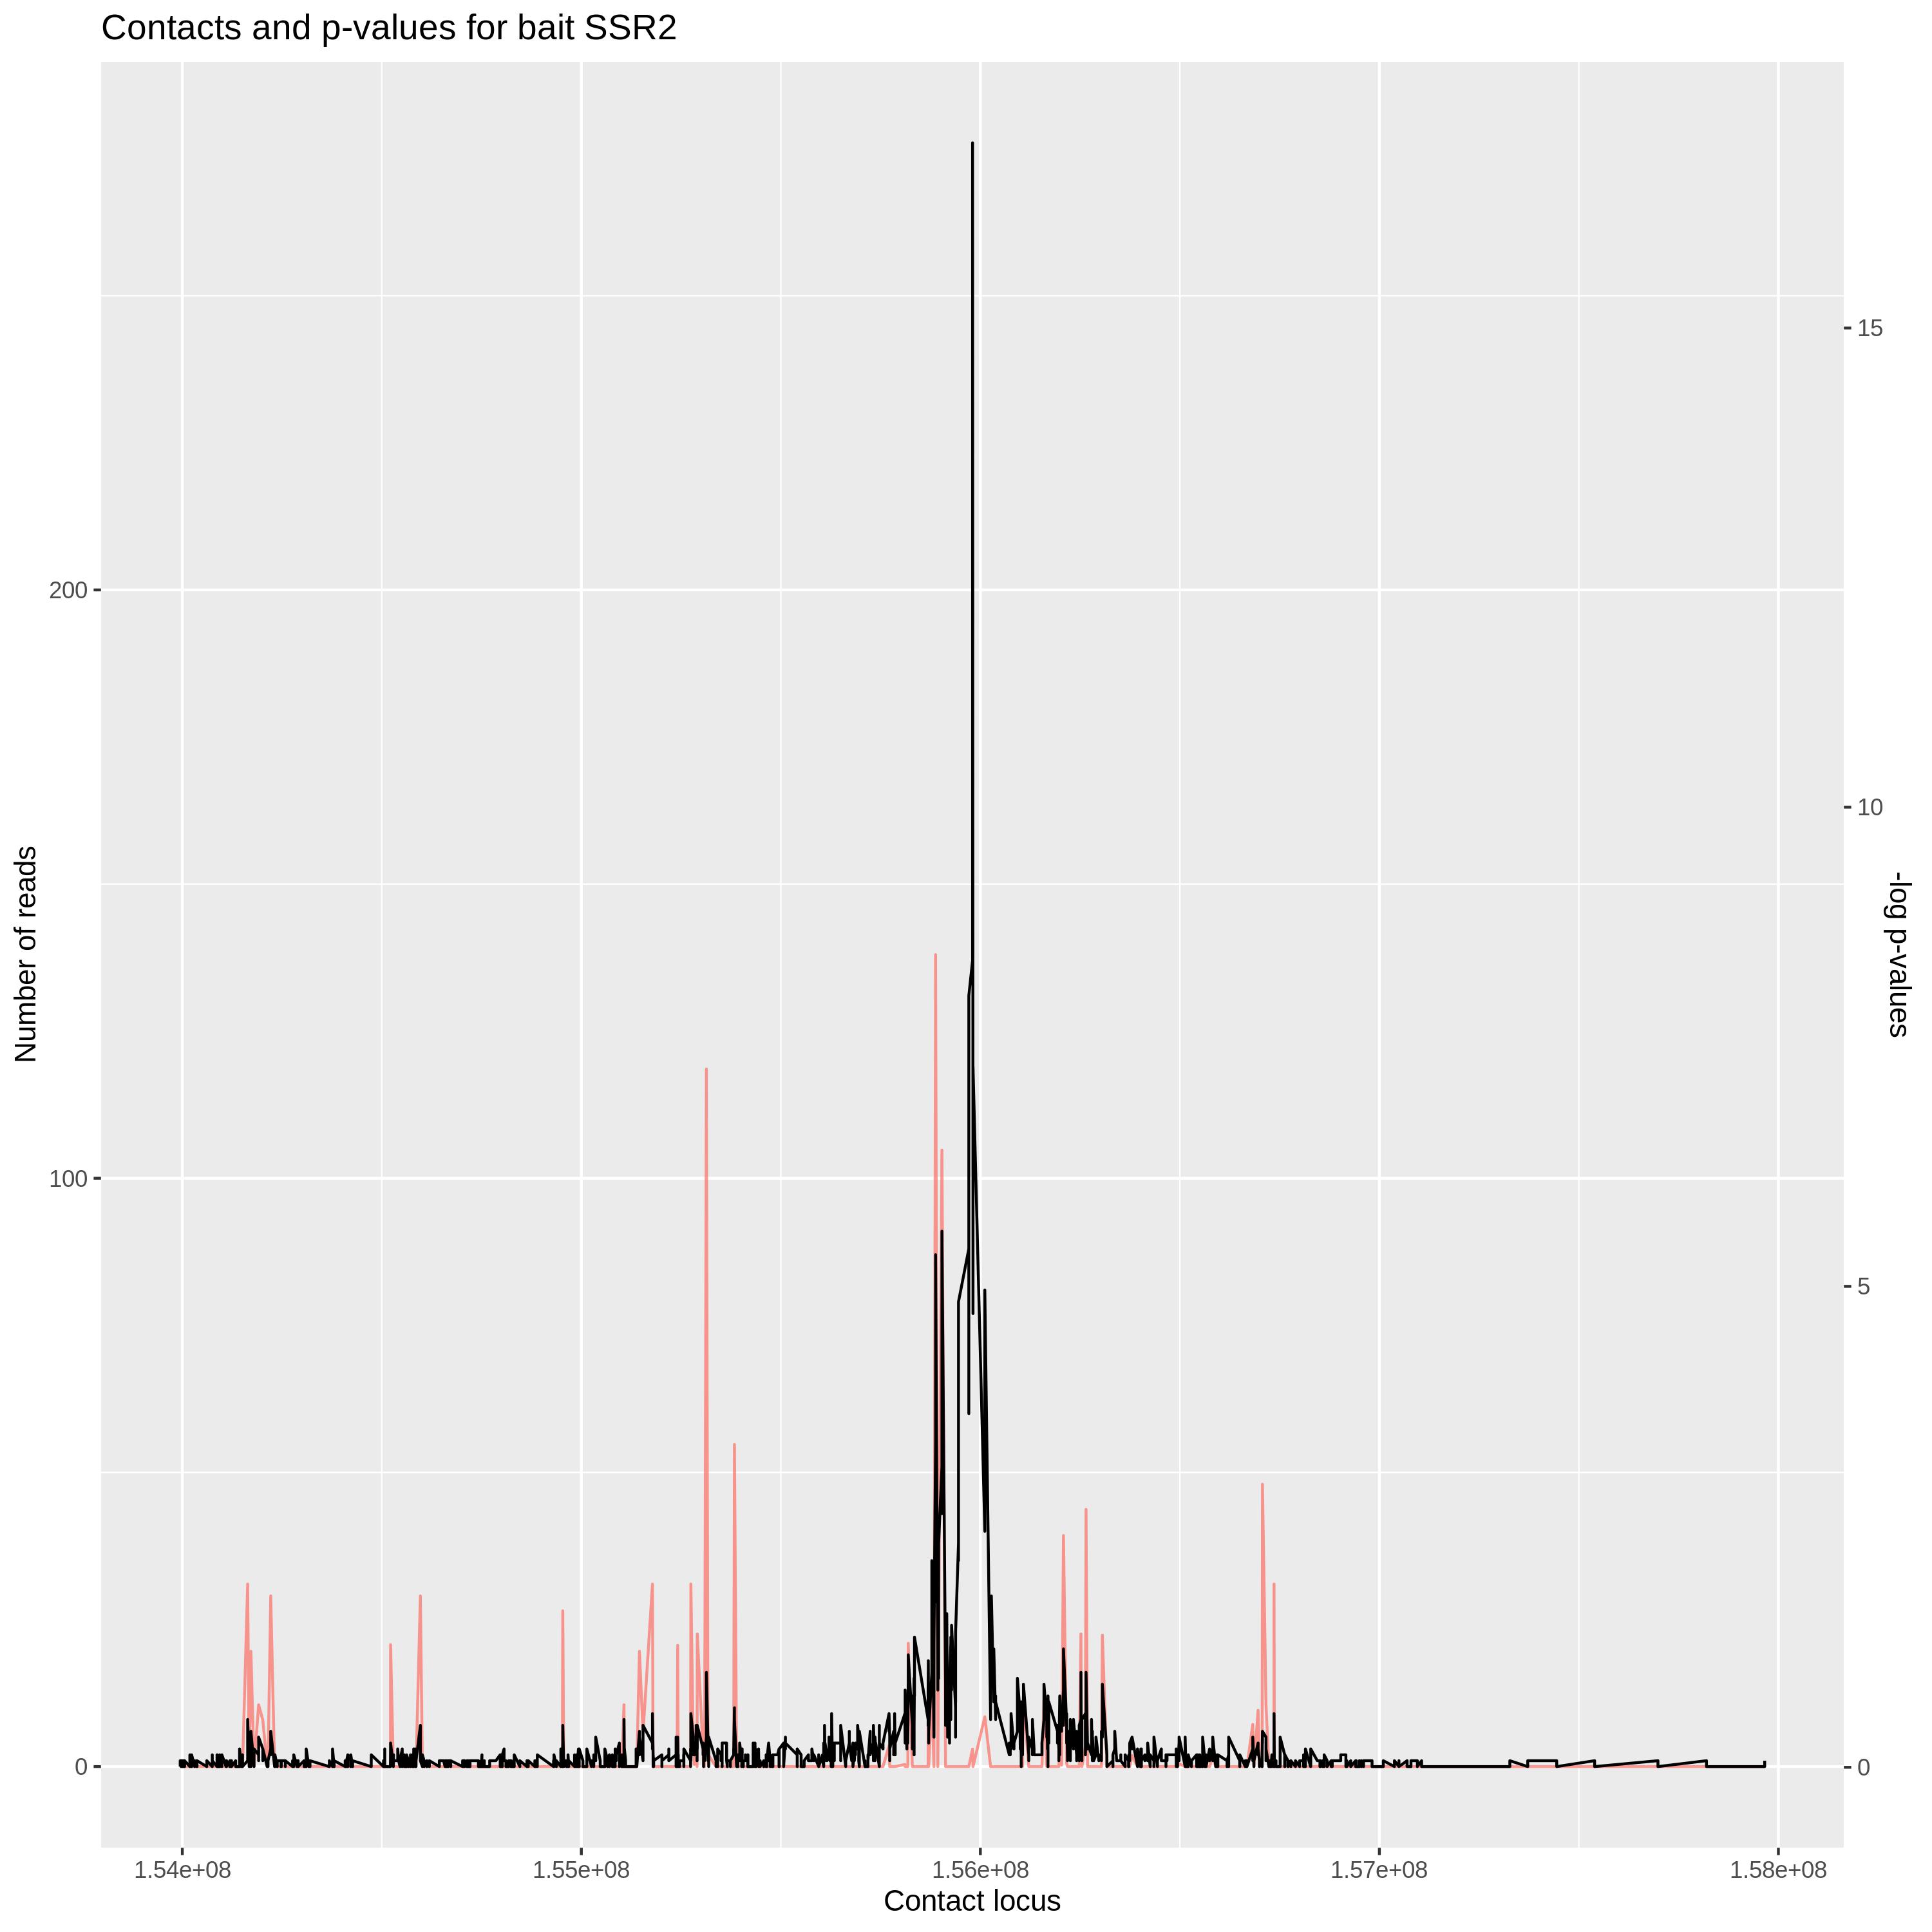 Contacts and p-values for bait SSR2
Number of reads
200
100
0
15
10
5
0
-log p-values
1.54e+08
1.55e+08
1.56e+08
1.57e+08
1.58e+08
Contact locus